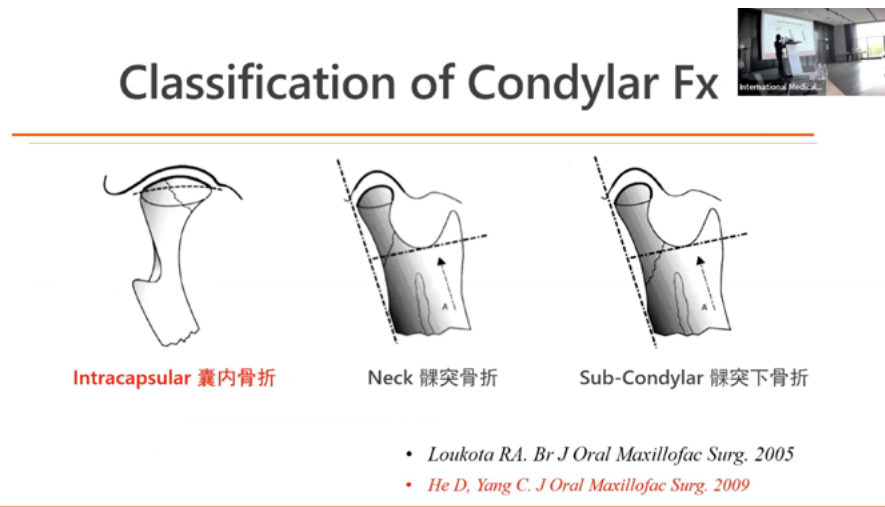 Classification of Condylar Fx
International Medical...
Intracapsular 囊内骨折
Neck 髁突骨折
Sub-Condylar 髁突下骨折
A
A
• Loukota RA. Br J Oral Maxillofac Surg. 2005
• He D, Yang C. J Oral Maxillofac Surg. 2009